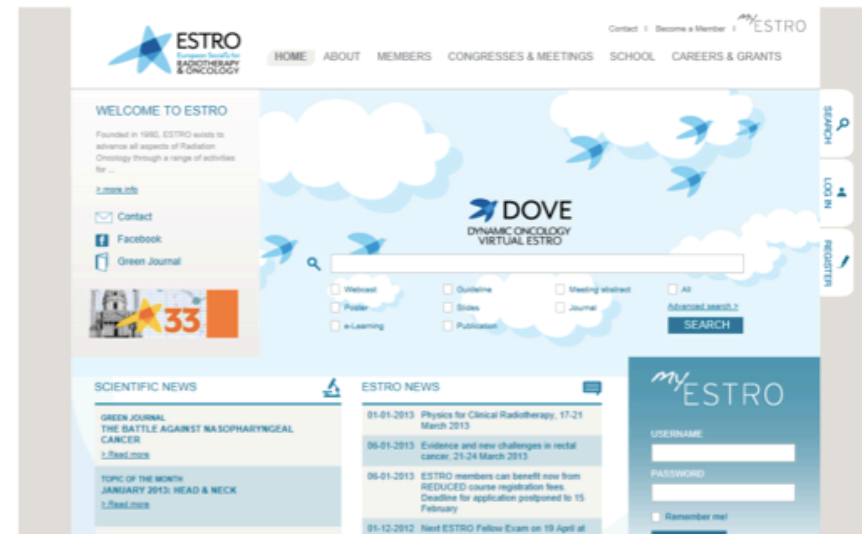 Contact
Become a Member
myESTRO
ESTRO
European Society for
RADIOTHERAPY
& ONCOLOGY
HOME ABOUT MEMBERS CONGRESSES & MEETINGS SCHOOL CAREERS & GRANTS
WELCOME TO ESTRO
Founded in 1980, ESTRO exists to
advance all aspects of Radiation
Oncology through a range of activities
for ...
> more info
Contact
Facebook
Green Journal
33
DOVE
DYNAMIC ONCOLOGY
VIRTUAL ESTRO
Webcast Guideline Meeting abstract All
Poster Slides Journal Advanced search >
e-Learning Publication SEARCH
SEARCH
LOG IN
REGISTER
SCIENTIFIC NEWS
GREEN JOURNAL
THE BATTLE AGAINST NASOPHARYNGEAL
CANCER
> Read more
TOPIC OF THE MONTH
JANUARY 2013: HEAD & NECK
> Read more
ESTRO NEWS
01-01-2013 Physics for Clinical Radiotherapy, 17-21
March 2013
06-01-2013 Evidence and new challenges in rectal
cancer, 21-24 March 2013
06-01-2013 ESTRO members can benefit now from
REDUCED course registration fees.
Deadline for application postponed to 15
February
01-12-2012 Next ESTRO Fellow Exam on 19 April at
myESTRO
USERNAME
PASSWORD
Remember me!